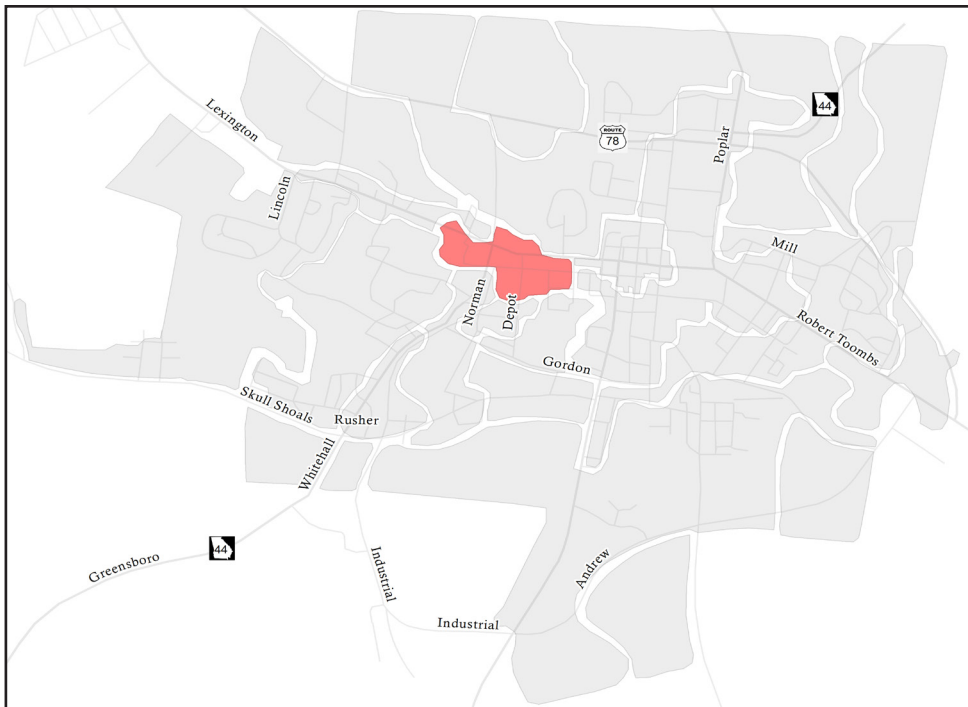 44
Lexington
ROUTE
78
Poplar
Lincoln
Mill
Norman
Depot
Robert Toombs
Gordon
Skull Shoals
Rusher
Whitehall
44
Greensboro
Industrial
Andrew
Industrial